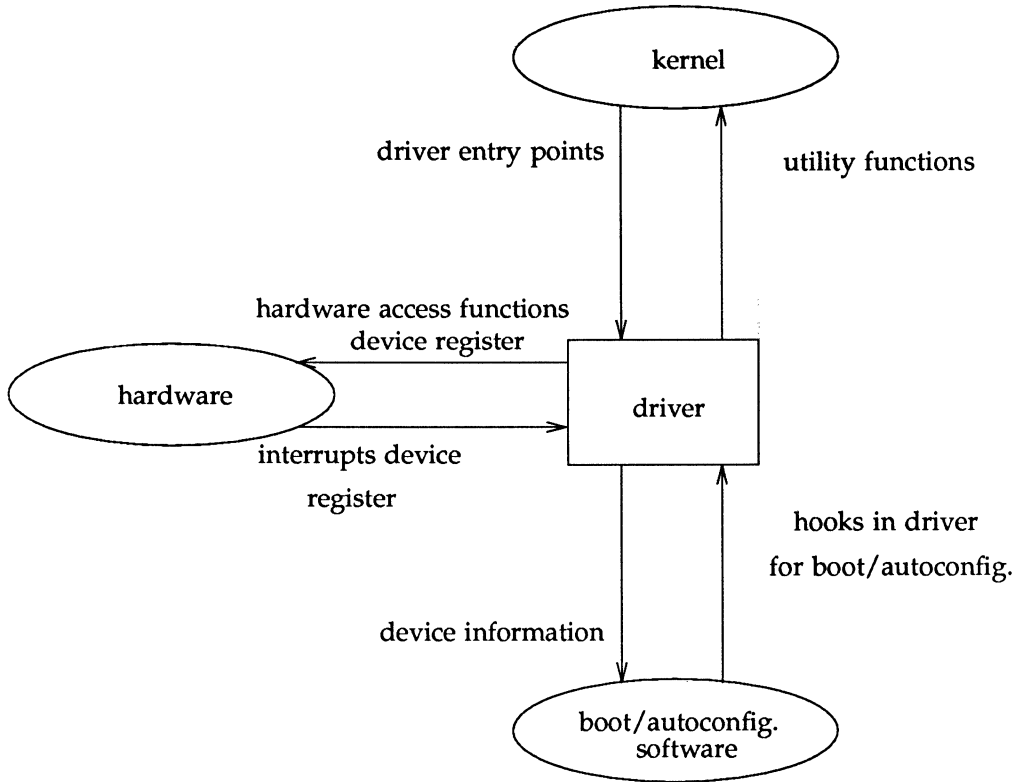 kernel
driver entry points
utility functions
hardware access functions
device register
hardware
driver
interrupts device
register
hooks in driver
for boot/autoconfig.
device information
boot/autoconfig.
software